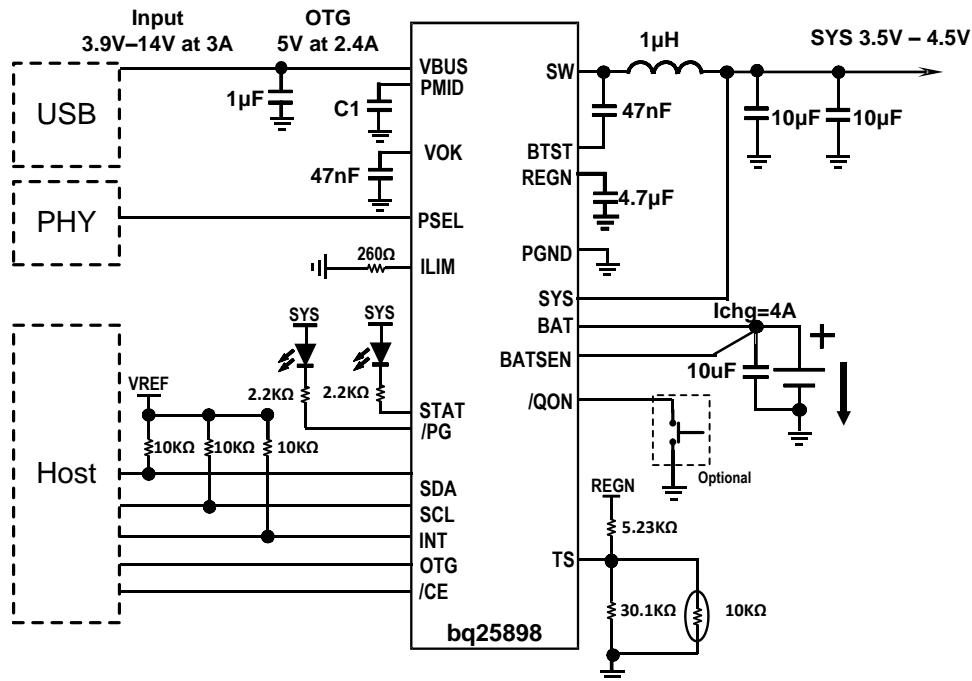 Input
3.9V–14V at 3A
OTG
5V at 2.4A
USB
1µF
VBUS
PMID
C1
VOK
47nF
PHY
PSEL
260Ω
ILIM
SYS
SYS
2.2KΩ
2.2KΩ
STAT
/PG
VREF
10KΩ
10KΩ
10KΩ
Host
SDA
SCL
INT
OTG
/CE
bq25898
SW
1µH
SYS 3.5V – 4.5V
47nF
10µF
10µF
BTST
REGN
4.7µF
PGND
SYS
Ichg=4A
BAT
+
BATSEN
10uF
/QON
Optional
REGN
5.23KΩ
TS
30.1KΩ
10KΩ